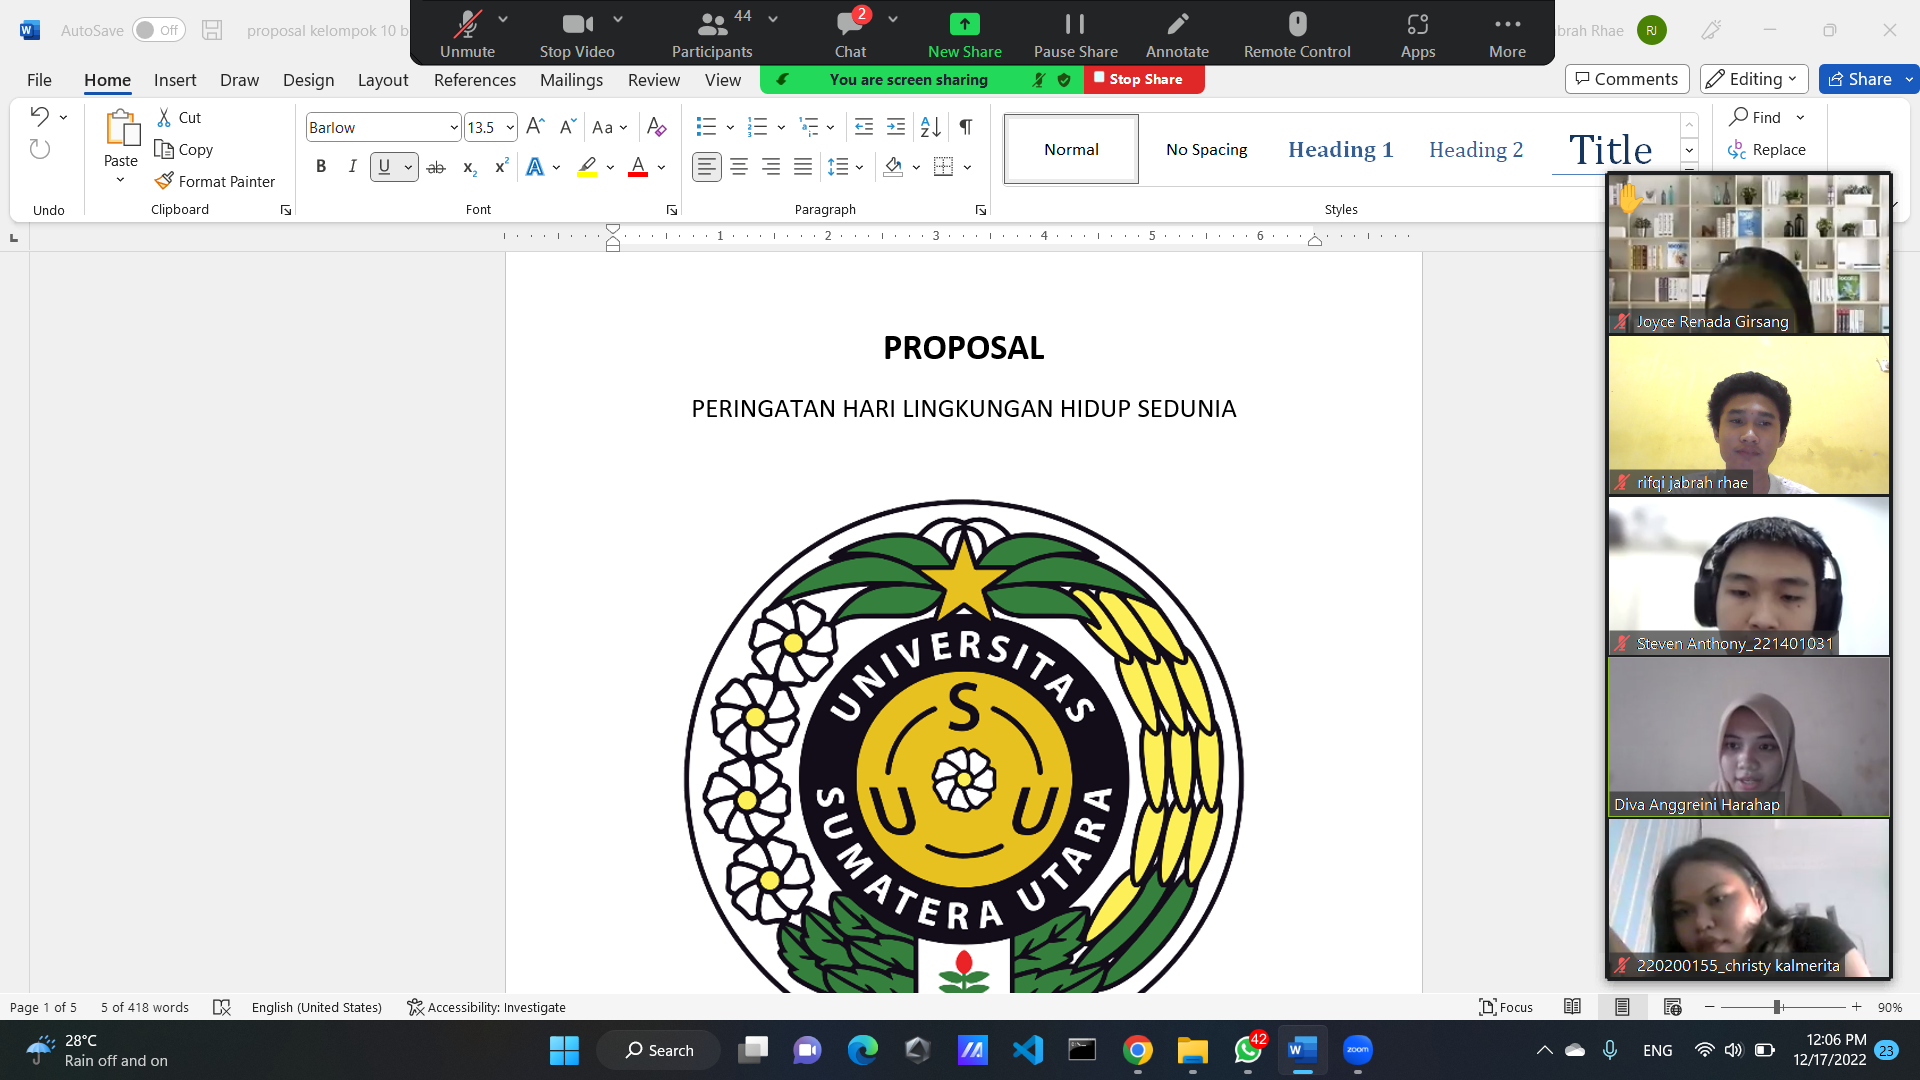 AutoSave Off proposal kelompok 10 b
Unmute Stop Video Participants 44 Chat 2 New Share Pause Share Annotate Remote Control Apps More
brah Rhae RJ
You are screen sharing Stop Share
File Home Insert Draw Design Layout References Mailings Review View
Comments Editing Share
Paste Cut Copy Format Painter
Barlow 13.5
Normal No Spacing Heading 1 Heading 2 Title
Find
Replace
Undo Clipboard Font Paragraph Styles
1 2 3 4 5 6
PROPOSAL
PERINGATAN HARI LINGKUNGAN HIDUP SEDUNIA
UNIVERSITAS
S
U U
SUMATERA UTARA
Joyce Renada Girsang
rifqi jabrah rhae
Steven Anthony_221401031
Diva Anggreini Harahap
220200155_christy kalmerita
Page 1 of 5 5 of 418 words English (United States) Accessibility: Investigate Focus 90%
28°C
Rain off and on
Search
42
zoom
ENG
12:06 PM
12/17/2022
23